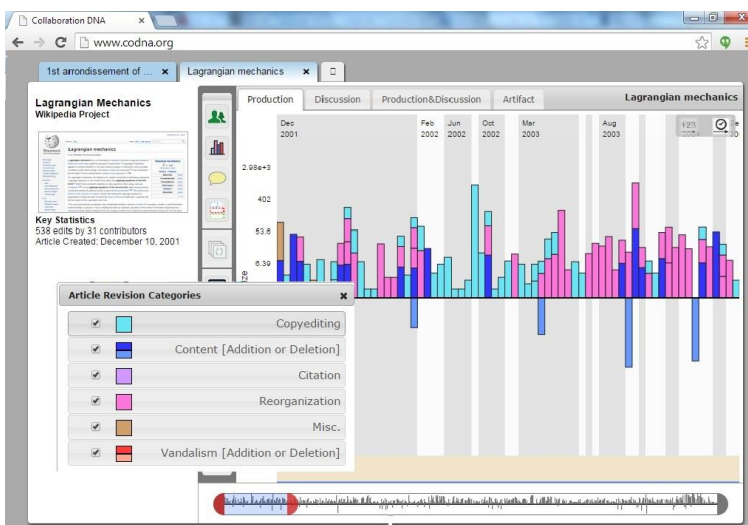 Collaboration DNA
www.codna.org
1st arrondissement of ...
Lagrangian mechanics
Lagrangian Mechanics
Wikipedia Project
Lagrangian mechanics
Key Statistics
538 edits by 31 contributors
Article Created: December 10, 2001
Production Discussion Production&Discussion Artifact Lagrangian mechanics
Dec Feb Jun Oct Mar Aug
2001 2002 2002 2002 2003 2003
123
2.98e+3
402
53.6
6.39
Article Revision Categories
Copyediting
Content [Addition or Deletion]
Citation
Reorganization
Misc.
Vandalism [Addition or Deletion]